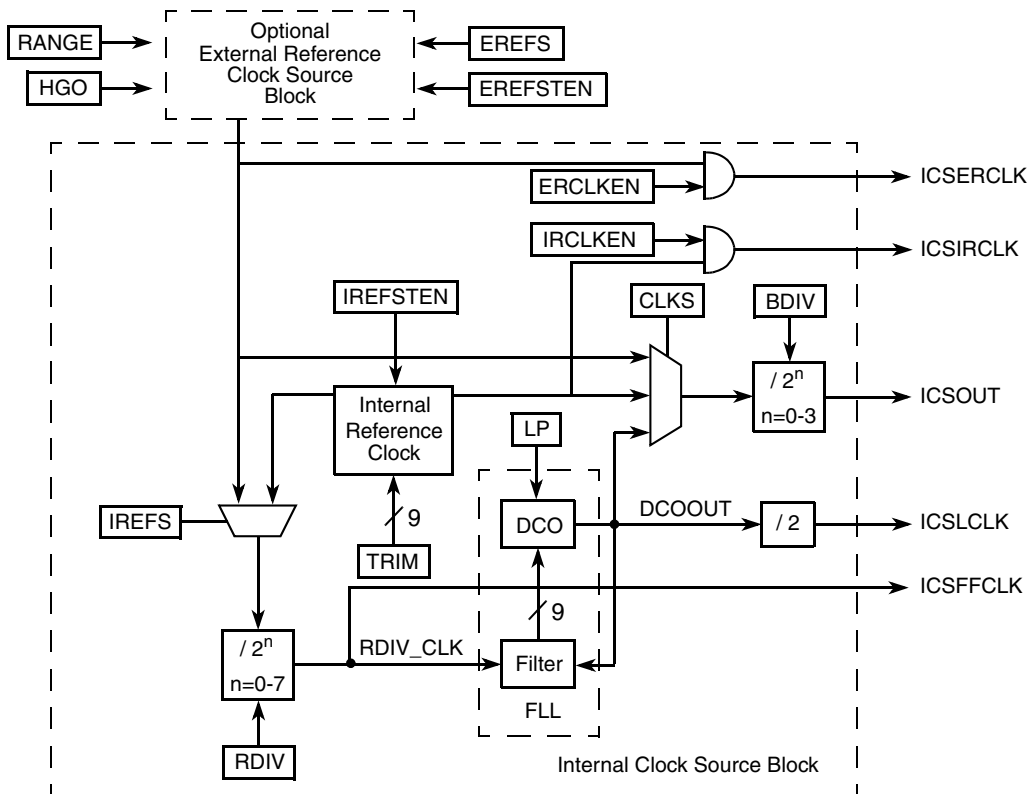 Optional
External Reference
Clock Source
Block
RANGE
EREFS
HGO
EREFSTEN
ICSERCLK
ERCLKEN
IRCLKEN
ICSIRCLK
IREFSTEN
CLKS
BDIV
/ 2^n
n=0-3
ICSOUT
Internal
Reference
Clock
LP
IREFS
9
DCO
DCOOUT
/ 2
ICSLCLK
TRIM
ICSFFCLK
9
/ 2^n
n=0-7
RDIV_CLK
Filter
FLL
RDIV
Internal Clock Source Block